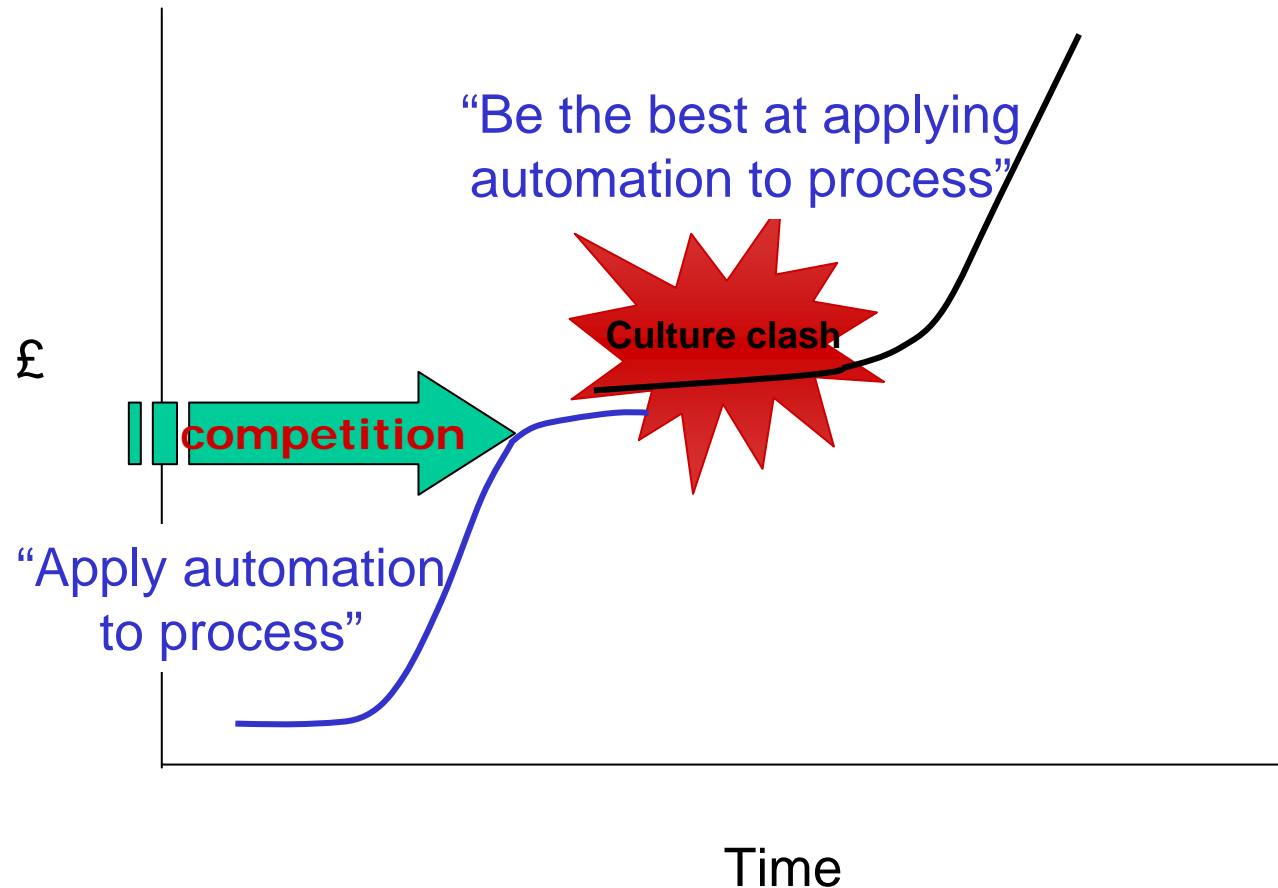 “Be the best at applying
automation to process”
Culture clash
£
competition
“Apply automation
to process”
Time